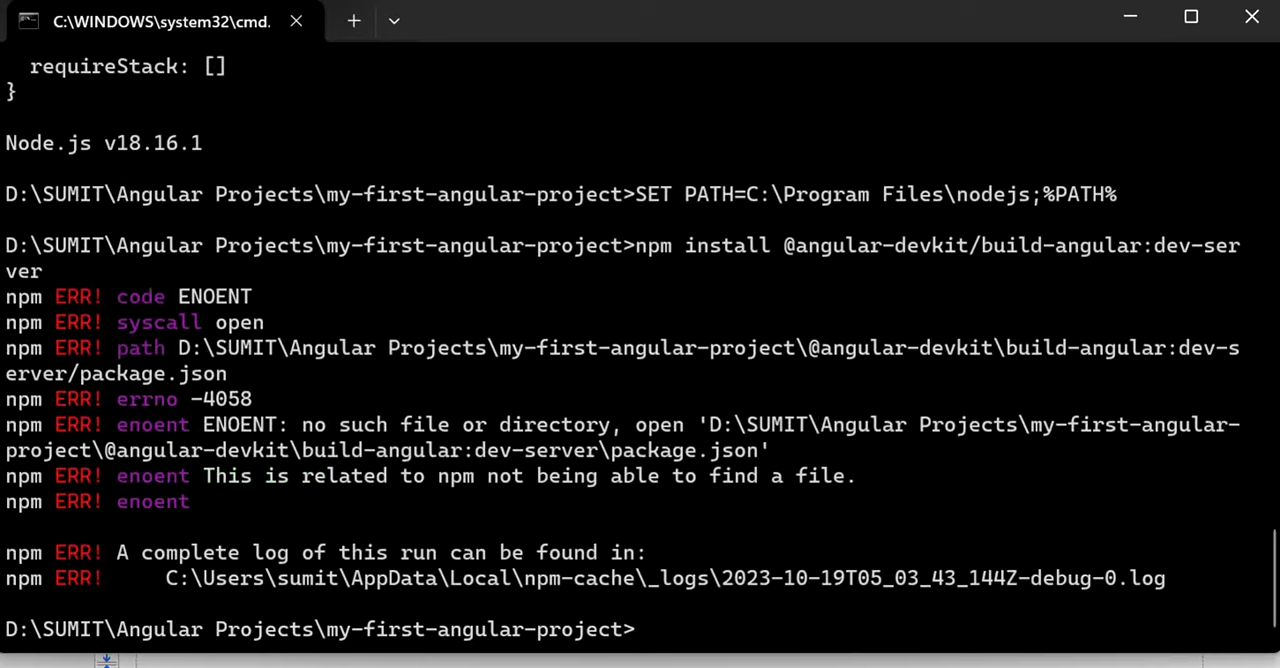 C:\WINDOWS\system32\cmd.
requireStack: []
}
Node.js v18.16.1
D:\SUMIT\Angular Projects\my-first-angular-project>SET PATH=C:\Program Files\nodejs;%PATH%
D:\SUMIT\Angular Projects\my-first-angular-project>npm install @angular-devkit/build-angular:dev-ser
ver
npm ERR! code ENOENT
npm ERR! syscall open
npm ERR! path D:\SUMIT\Angular Projects\my-first-angular-project\@angular-devkit\build-angular:dev-s
erver/package.json
npm ERR! errno -4058
npm ERR! enoent ENOENT: no such file or directory, open 'D:\SUMIT\Angular Projects\my-first-angular-
project\@angular-devkit\build-angular:dev-server\package.json'
npm ERR! enoent This is related to npm not being able to find a file.
npm ERR! enoent
npm ERR! A complete log of this run can be found in:
npm ERR! C:\Users\sumit\AppData\Local\npm-cache\_logs\2023-10-19T05_03_43_144Z-debug-0.log
D:\SUMIT\Angular Projects\my-first-angular-project>